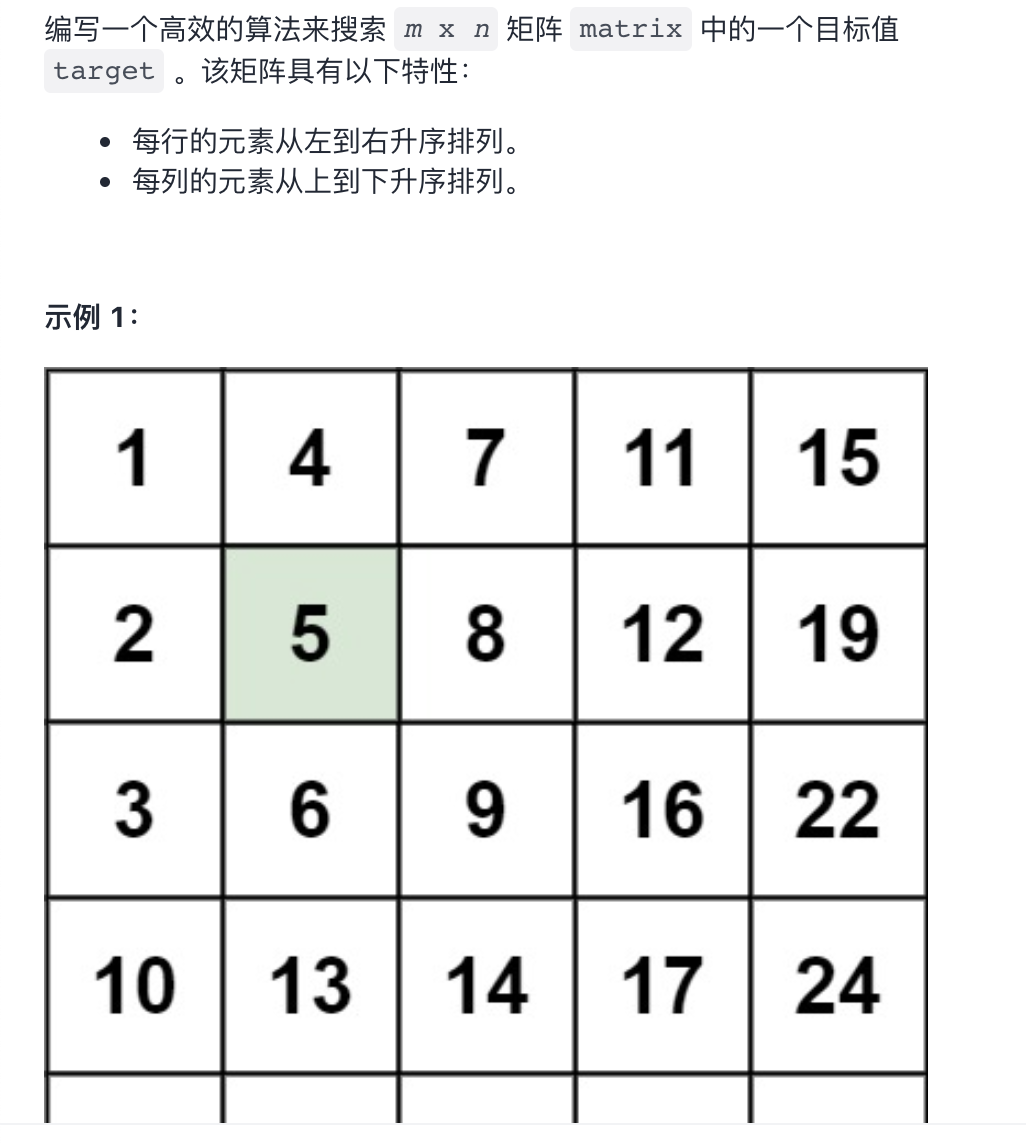 编写一个高效的算法来搜索 m x n 矩阵 matrix 中的一个目标值
target 。该矩阵具有以下特性：
每行的元素从左到右升序排列。
每列的元素从上到下升序排列。
示例 1：
1 4 7 11 15
2 5 8 12 19
3 6 9 16 22
10 13 14 17 24